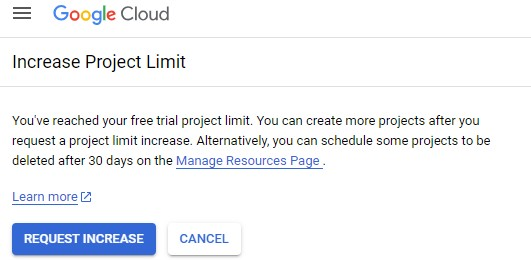 Google Cloud
Increase Project Limit
You've reached your free trial project limit. You can create more projects after you
request a project limit increase. Alternatively, you can schedule some projects to be
deleted after 30 days on the Manage Resources Page .
Learn more
REQUEST INCREASE
CANCEL